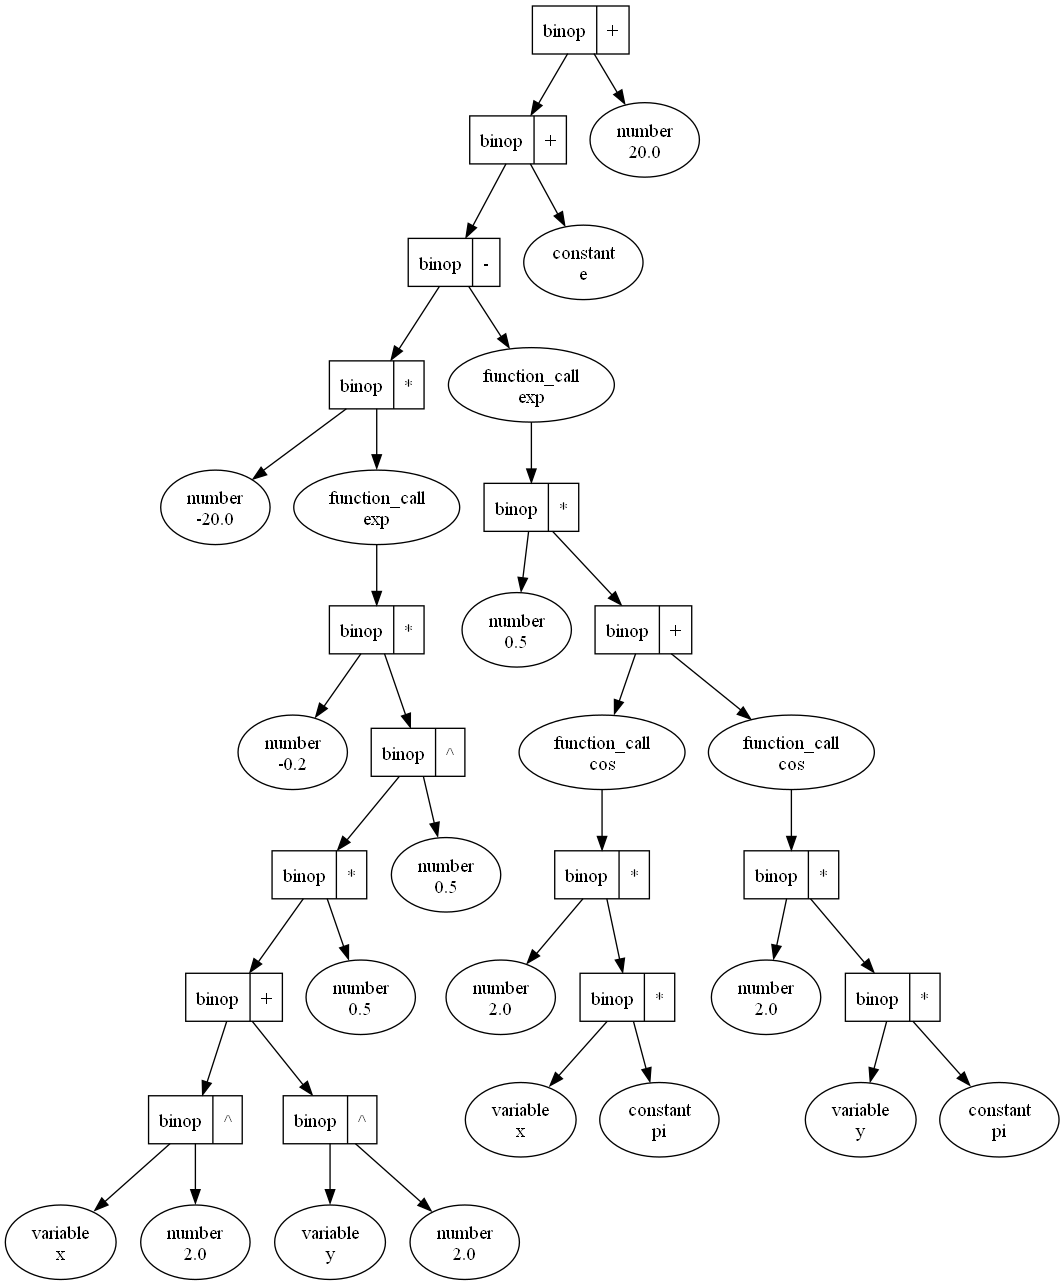 binop +
binop +
number
20.0
binop -
constant
e
binop *
function_call
exp
number
-20.0
function_call
exp
binop *
binop *
number
0.5
binop +
number
-0.2
binop ^
function_call
cos
function_call
cos
binop *
number
0.5
binop *
binop *
binop +
number
0.5
number
2.0
binop *
number
2.0
binop *
binop ^
binop ^
variable
x
constant
pi
variable
y
constant
pi
variable
x
number
2.0
variable
y
number
2.0